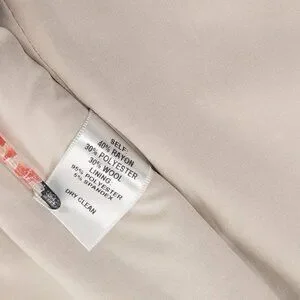 SELF:
40% RAYON
30% POLYESTER
30% WOOL
LINING
95% POLYESTER
5% SPANDEX
DRY CLEAN